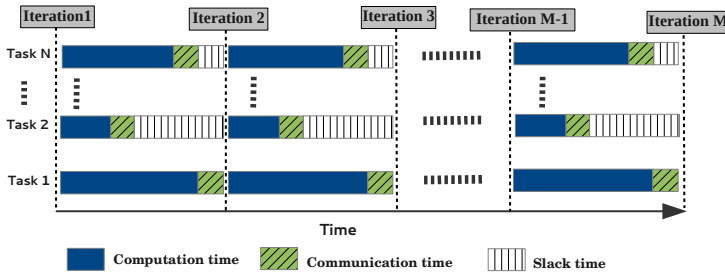 Iteration1
Iteration 2
Iteration 3
Iteration M-1
Iteration M
Task N
Task 2
Task 1
Time
Computation time
Communication time
Slack time